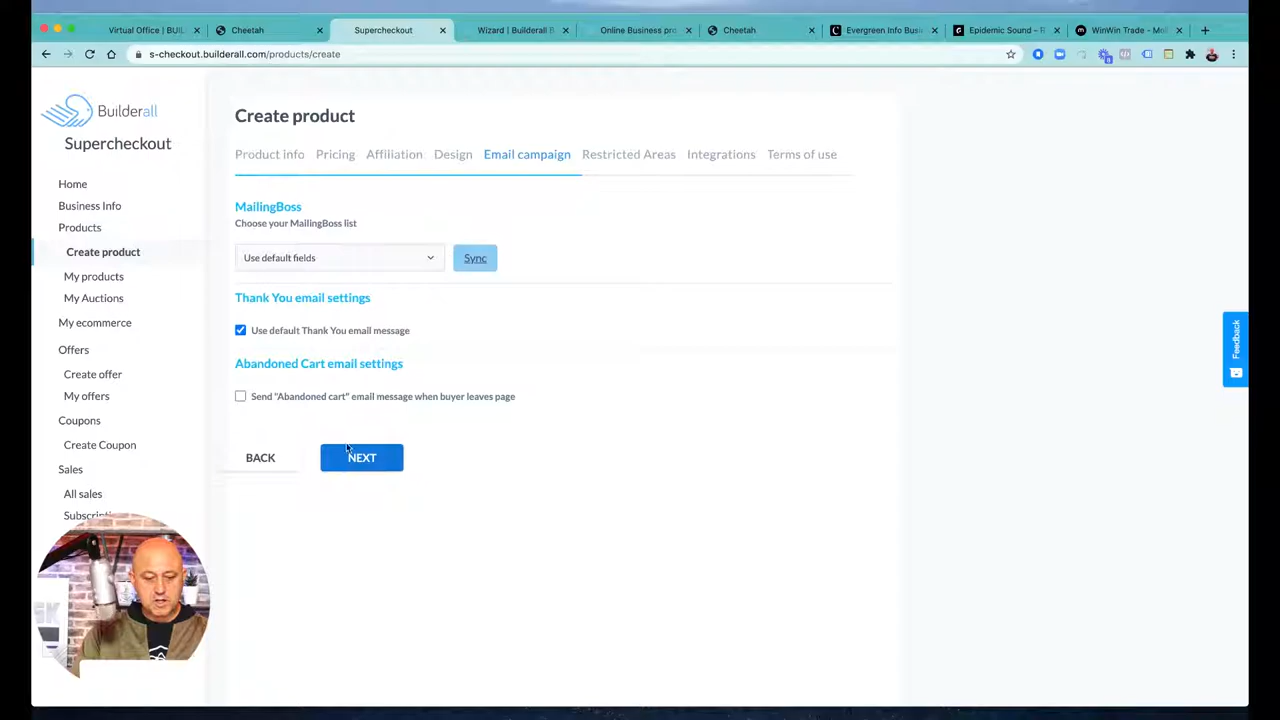 Virtual Office | BUIL
Cheetah
Supercheckout
Wizard | Builderall B
Online Business pro
Cheetah
Evergreen Info Busi
Epidemic Sound – R
WinWin Trade - Mo
s-checkout.builderall.com/products/create
Builderall
Supercheckout
Home
Business Info
Products
Create product
My products
My Auctions
My ecommerce
Offers
Create offer
My offers
Coupons
Create Coupon
Sales
All sales
Create product
Product info
Pricing
Affiliation
Design
Email campaign
Restricted Areas
Integrations
Terms of use
MailingBoss
Choose your MailingBoss list
Use default fields
Sync
Thank You email settings
Use default Thank You email message
Abandoned Cart email settings
Send "Abandoned cart" email message when buyer leaves page
BACK
NEXT
Feedback